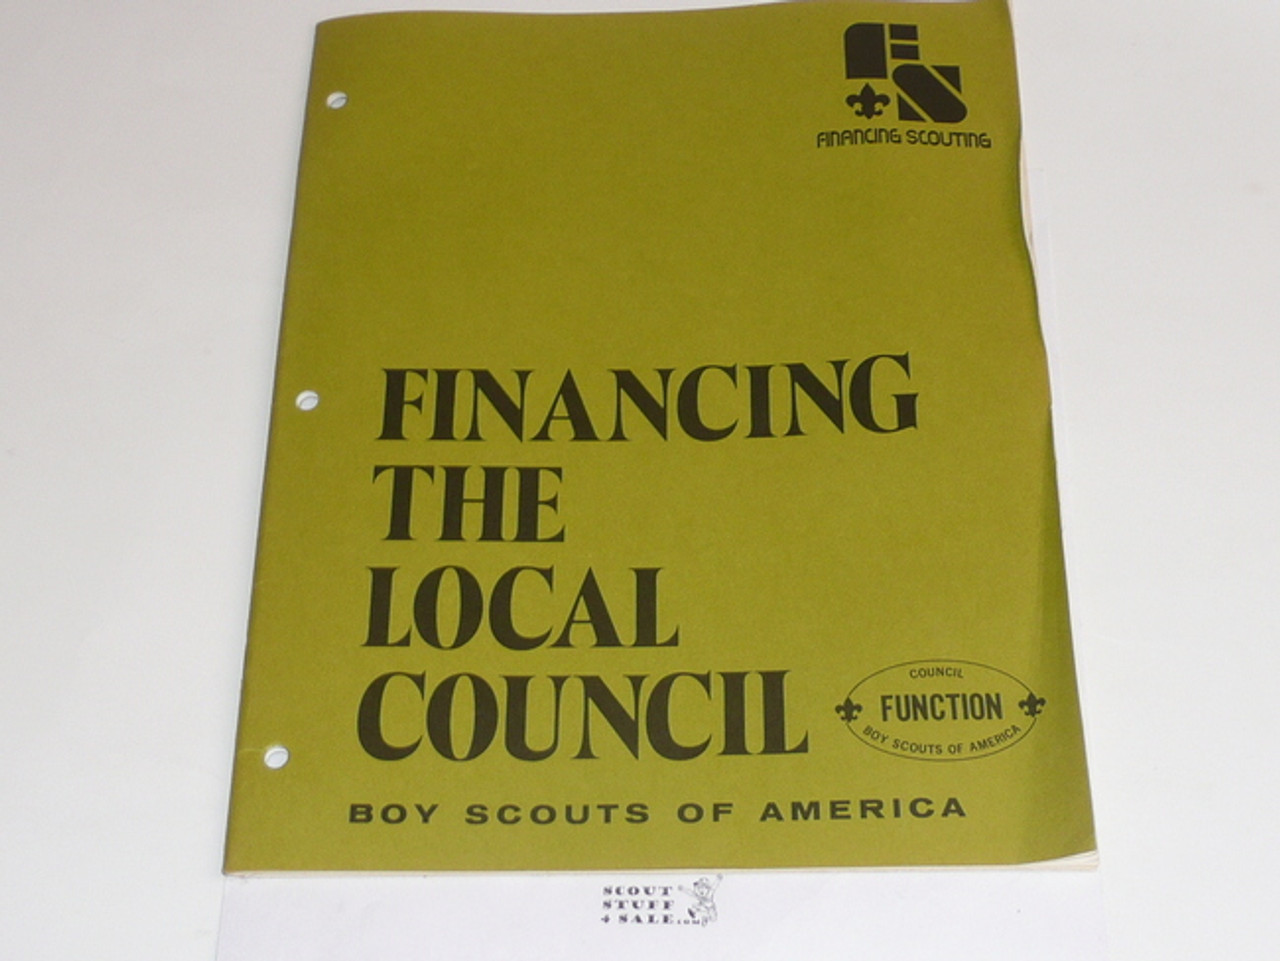 FS
FINANCING SCOUTING
FINANCING
THE
LOCAL
COUNCIL
COUNCIL
FUNCTION
BOY SCOUTS OF AMERICA
BOY SCOUTS OF AMERICA
SCOUT
STUFF
4 SALE.COM